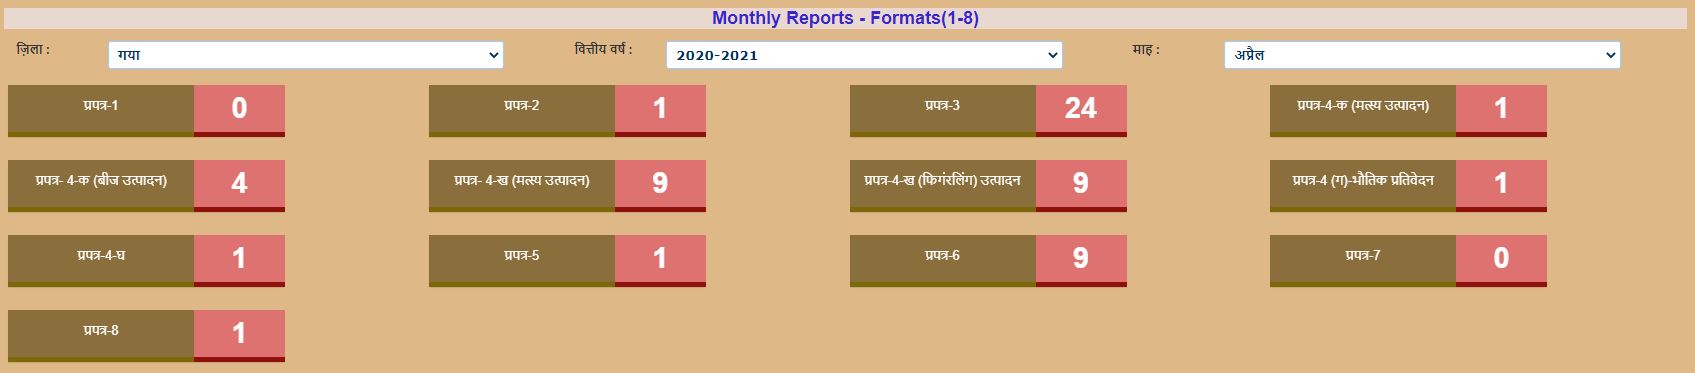 Monthly Reports - Formats(1-8)
ज़िला : गया वित्तीय वर्ष : 2020-2021 माह : अप्रैल
प्रपत्र-1 0 प्रपत्र-2 1 प्रपत्र-3 24 प्रपत्र-4-क (मत्स्य उत्पादन) 1
प्रपत्र- 4-क (बीज उत्पादन) 4 प्रपत्र- 4-ख (मत्स्य उत्पादन) 9 प्रपत्र-4-ख (फिगंरलिंग) उत्पादन 9 प्रपत्र-4 (ग)-भौतिक प्रतिवेदन 1
प्रपत्र-4-घ 1 प्रपत्र-5 1 प्रपत्र-6 9 प्रपत्र-7 0
प्रपत्र-8 1